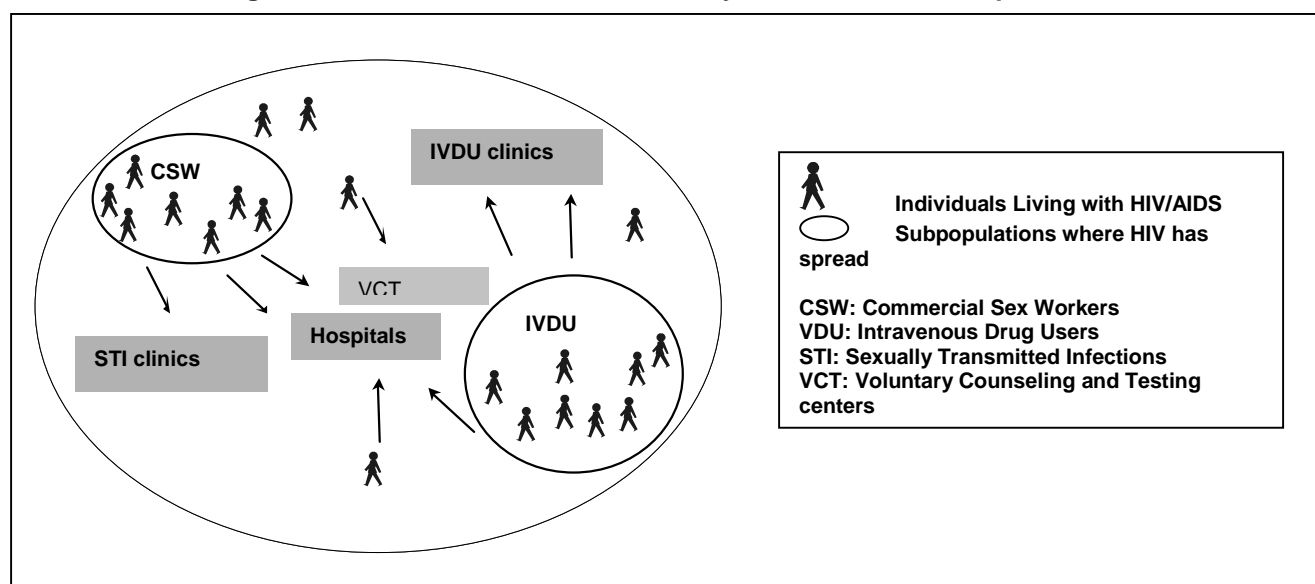 CSW
IVDU clinics
VCT
Hospitals
STI clinics
IVDU
Individuals Living with HIV/AIDS
Subpopulations where HIV has
spread
CSW: Commercial Sex Workers
VDU: Intravenous Drug Users
STI: Sexually Transmitted Infections
VCT: Voluntary Counseling and Testing
centers